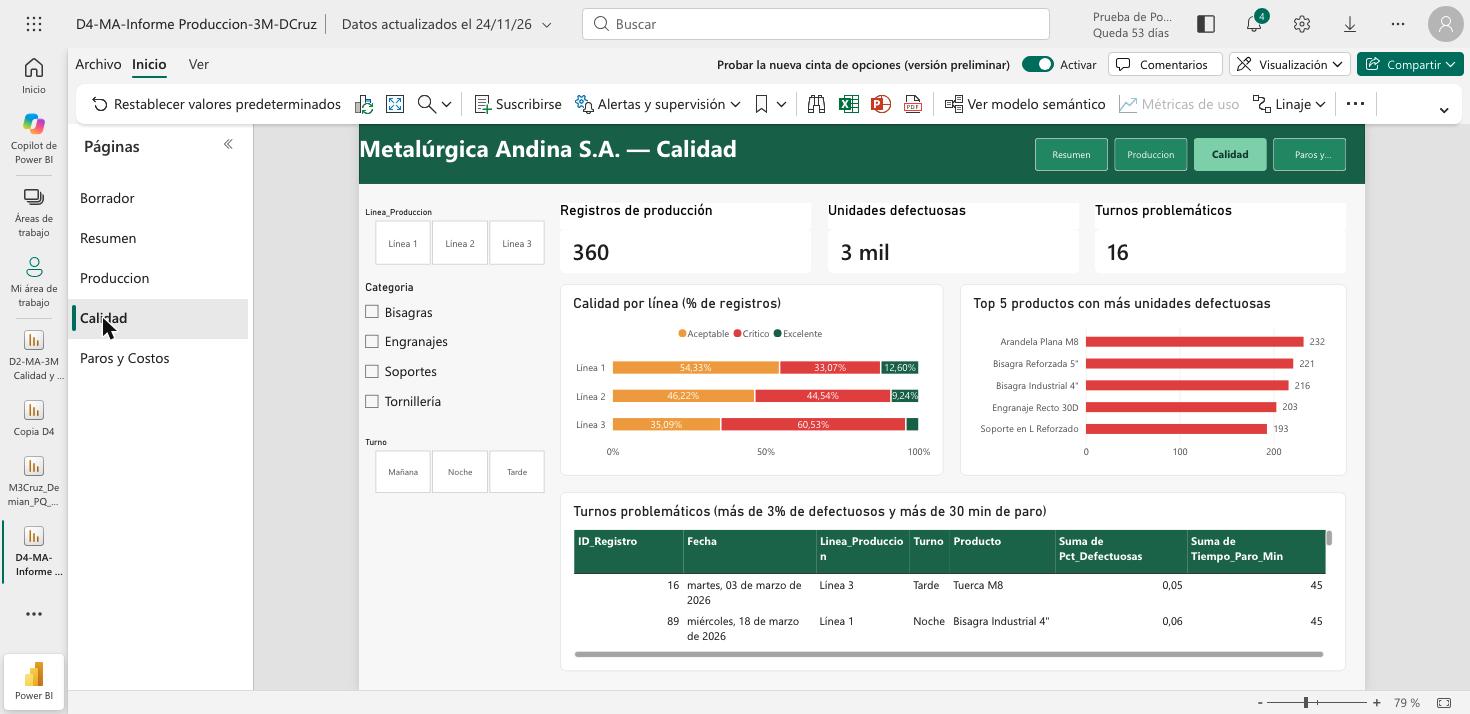 D4-MA-Informe Produccion-3M-DCruz
Datos actualizados el 24/11/26
Buscar
Prueba de Po...
Queda 53 días
4
Archivo
Inicio
Ver
Probar la nueva cinta de opciones (versión preliminar)
Activar
Comentarios
Visualización
Compartir
Restablecer valores predeterminados
Suscribirse
Alertas y supervisión
Ver modelo semántico
Métricas de uso
Linaje
Inicio
Copilot de
Power BI
Áreas de
trabajo
Mi área de
trabajo
D2-MA-3M
Calidad y ...
Copia D4
M3Cruz_De
mian_PQ_...
D4-MA-
Informe ...
Power BI
Páginas
Borrador
Resumen
Produccion
Calidad
Paros y Costos
Metalúrgica Andina S.A. — Calidad
Resumen
Produccion
Calidad
Paros y...
Linea_Produccion
Línea 1
Línea 2
Línea 3
Categoria
Bisagras
Engranajes
Soportes
Tornillería
Turno
Mañana
Noche
Tarde
Registros de producción
360
Unidades defectuosas
3 mil
Turnos problemáticos
16
Calidad por línea (% de registros)
Aceptable Crítico Excelente
Línea 1 54,33% 33,07% 12,60%
Línea 2 46,22% 44,54% 9,24%
Línea 3 35,09% 60,53%
0% 50% 100%
Top 5 productos con más unidades defectuosas
Arandela Plana M8 232
Bisagra Reforzada 5" 221
Bisagra Industrial 4" 216
Engranaje Recto 30D 203
Soporte en L Reforzado 193
0 100 200
Turnos problemáticos (más de 3% de defectuosos y más de 30 min de paro)
ID_Registro Fecha Linea_Produccio Turno Producto Suma de Suma de
n Pct_Defectuosas Tiempo_Paro_Min
16 martes, 03 de marzo de Línea 3 Tarde Tuerca M8 0,05 45
2026
89 miércoles, 18 de marzo Línea 1 Noche Bisagra Industrial 4" 0,06 45
de 2026
- + 79 %